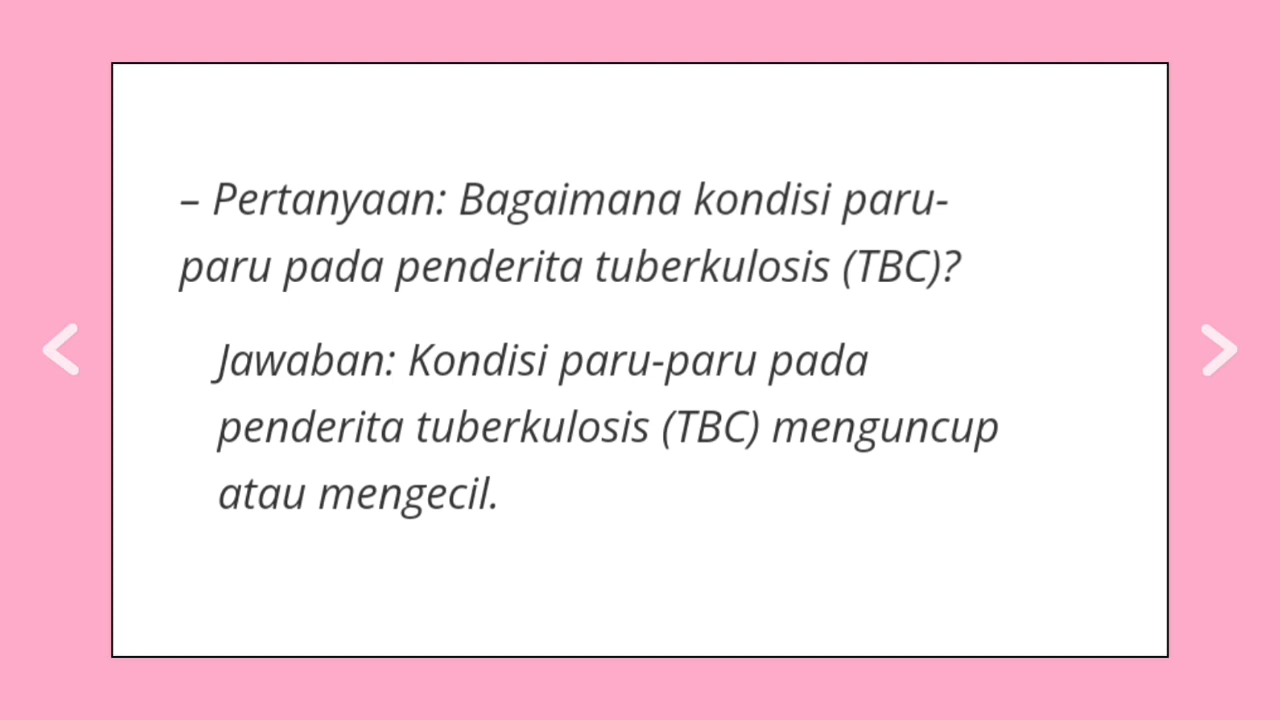 – Pertanyaan: Bagaimana kondisi paru-
paru pada penderita tuberkulosis (TBC)?
Jawaban: Kondisi paru-paru pada
penderita tuberkulosis (TBC) menguncup
atau mengecil.